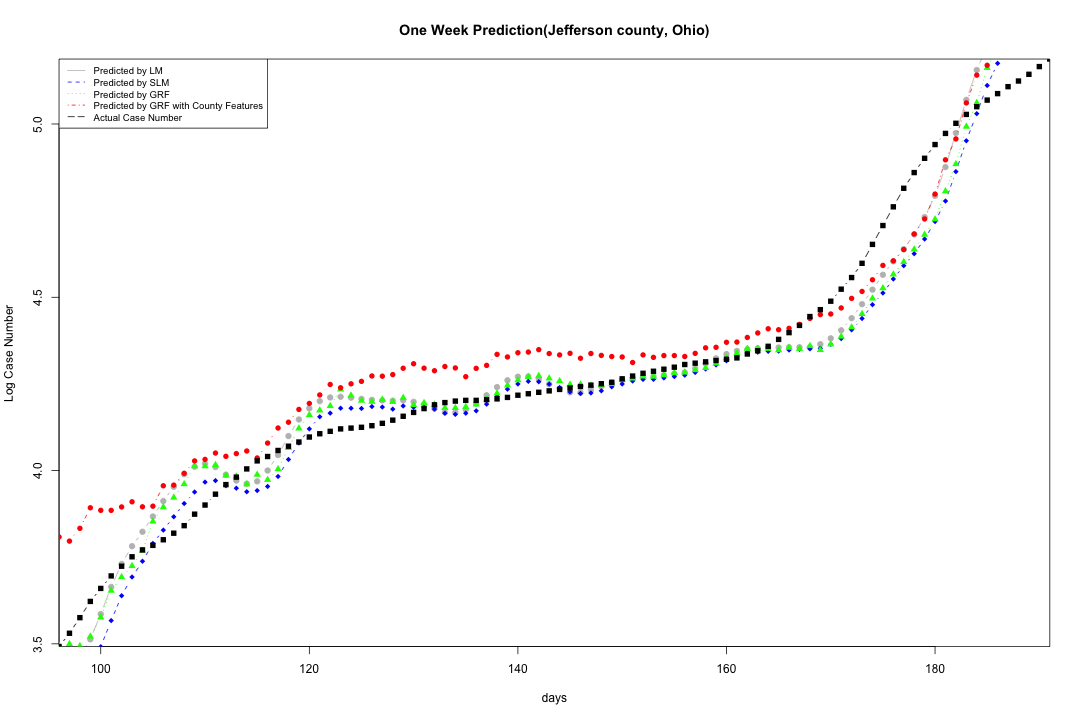 One Week Prediction(Jefferson county, Ohio)
Predicted by LM
Predicted by SLM
Predicted by GRF
Predicted by GRF with County Features
Actual Case Number
5.0
4.5
4.0
3.5
Log Case Number
100 120 140 160 180
days